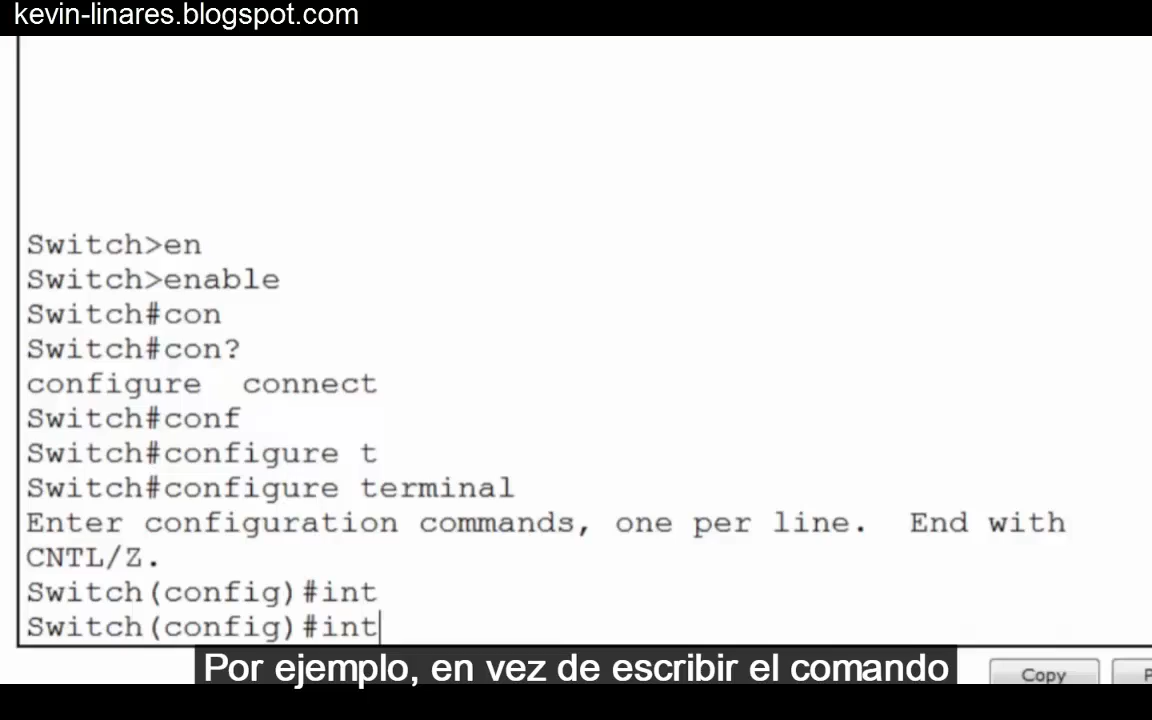 kevin-linares.blogspot.com
Switch>en
Switch>enable
Switch#con
Switch#con?
configure  connect
Switch#conf
Switch#configure t
Switch#configure terminal
Enter configuration commands, one per line.  End with
CNTL/Z.
Switch(config)#int
Switch(config)#int
Por ejemplo, en vez de escribir el comando
Copy